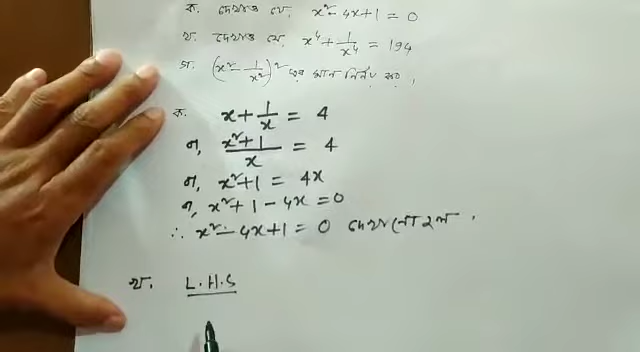 ক. দেখাও যে, x² - 4x + 1 = 0
খ. দেখাও যে, x⁴ + 1/x⁴ = 194
গ. (x² - 1/x²)² এর মান নির্ণয় কর।
ক. x + 1/x = 4
বা, (x² + 1)/x = 4
বা, x² + 1 = 4x
বা, x² + 1 - 4x = 0
∴ x² - 4x + 1 = 0 দেখানো হল.
খ. L.H.S